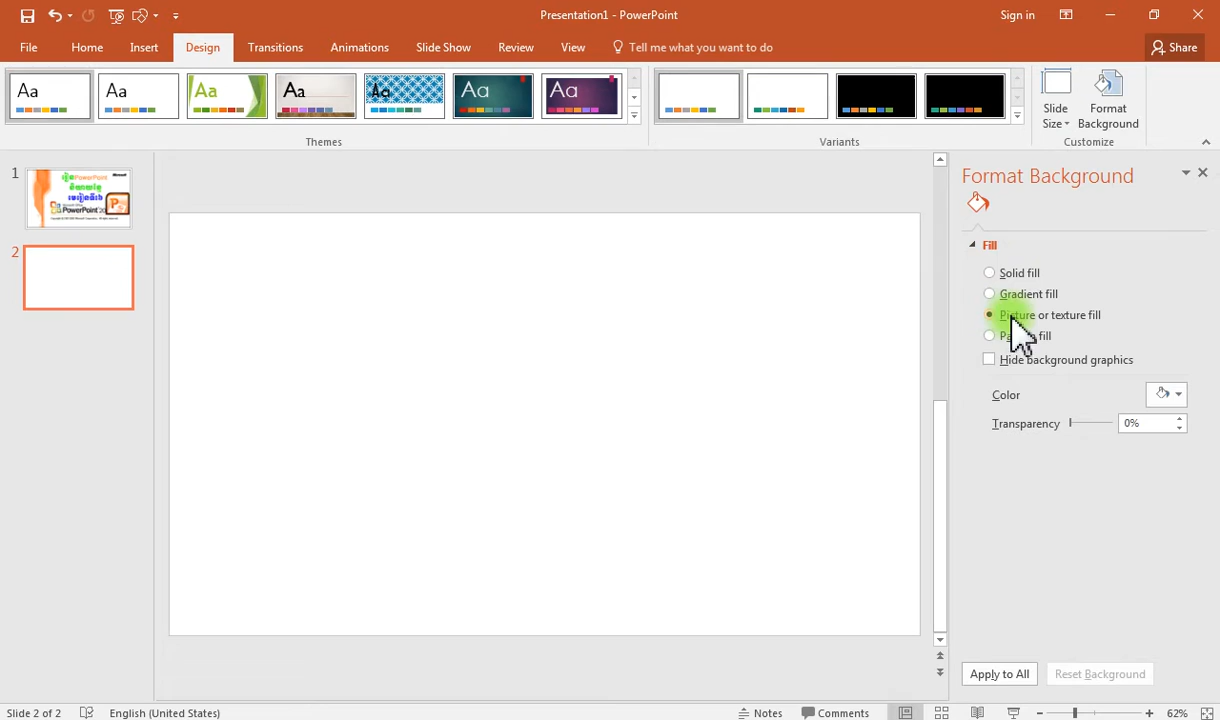 Presentation1 - PowerPoint
Sign in
File Home Insert Design Transitions Animations Slide Show Review View Tell me what you want to do Share
Aa Aa Aa Aa Aa Aa Aa
Slide Size
Format Background
Themes Variants Customize
1
2
Format Background
Fill
Solid fill
Gradient fill
Picture or texture fill
fill
Hide background graphics
Color
Transparency 0%
Apply to All Reset Background
Slide 2 of 2 English (United States) Notes Comments 62%